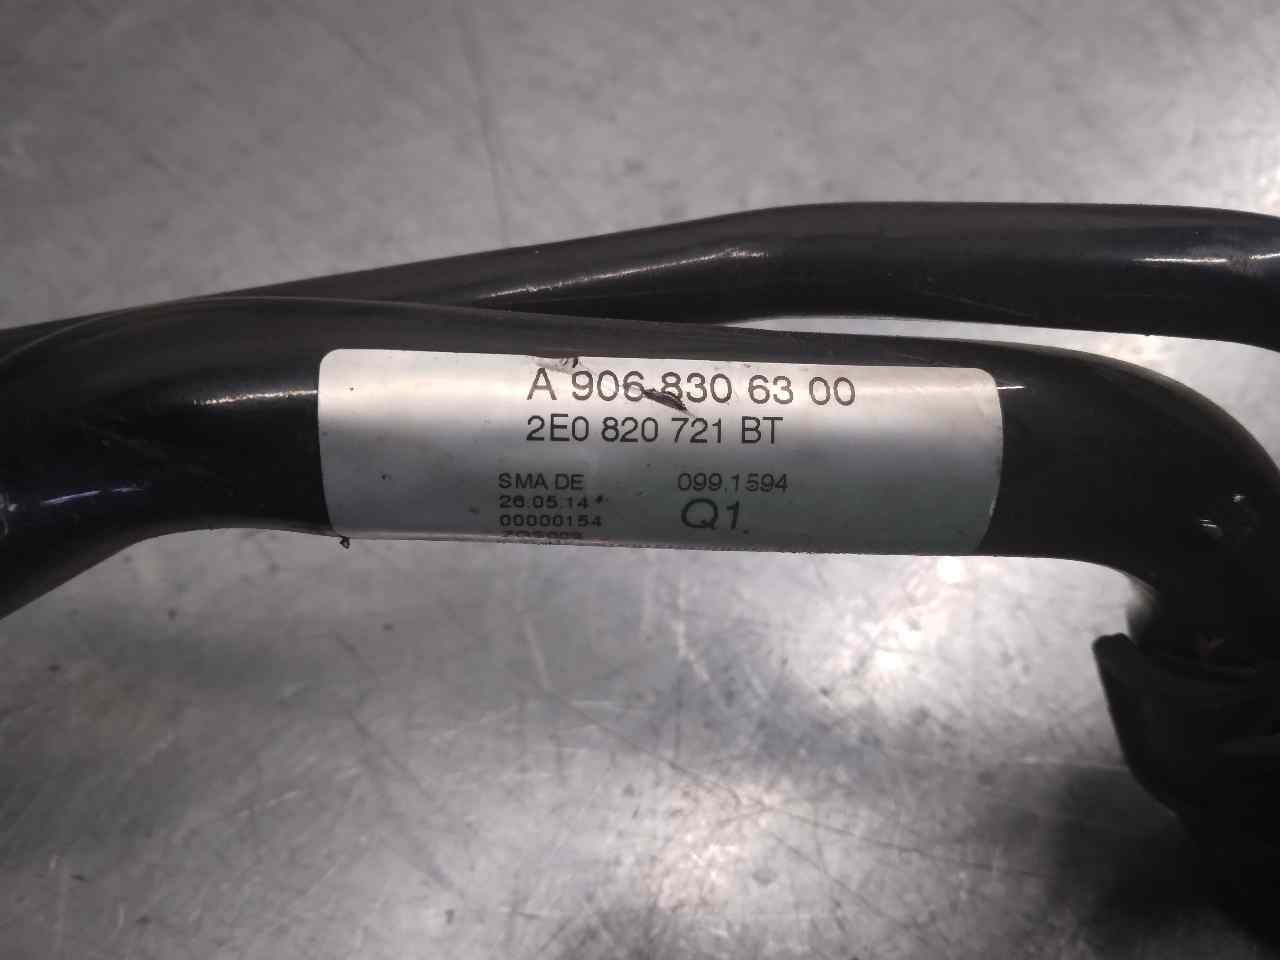 A 906 830 63 00
2E0 820 721 BT
SMA DE 099.1594
26.05.14
00000154 Q1